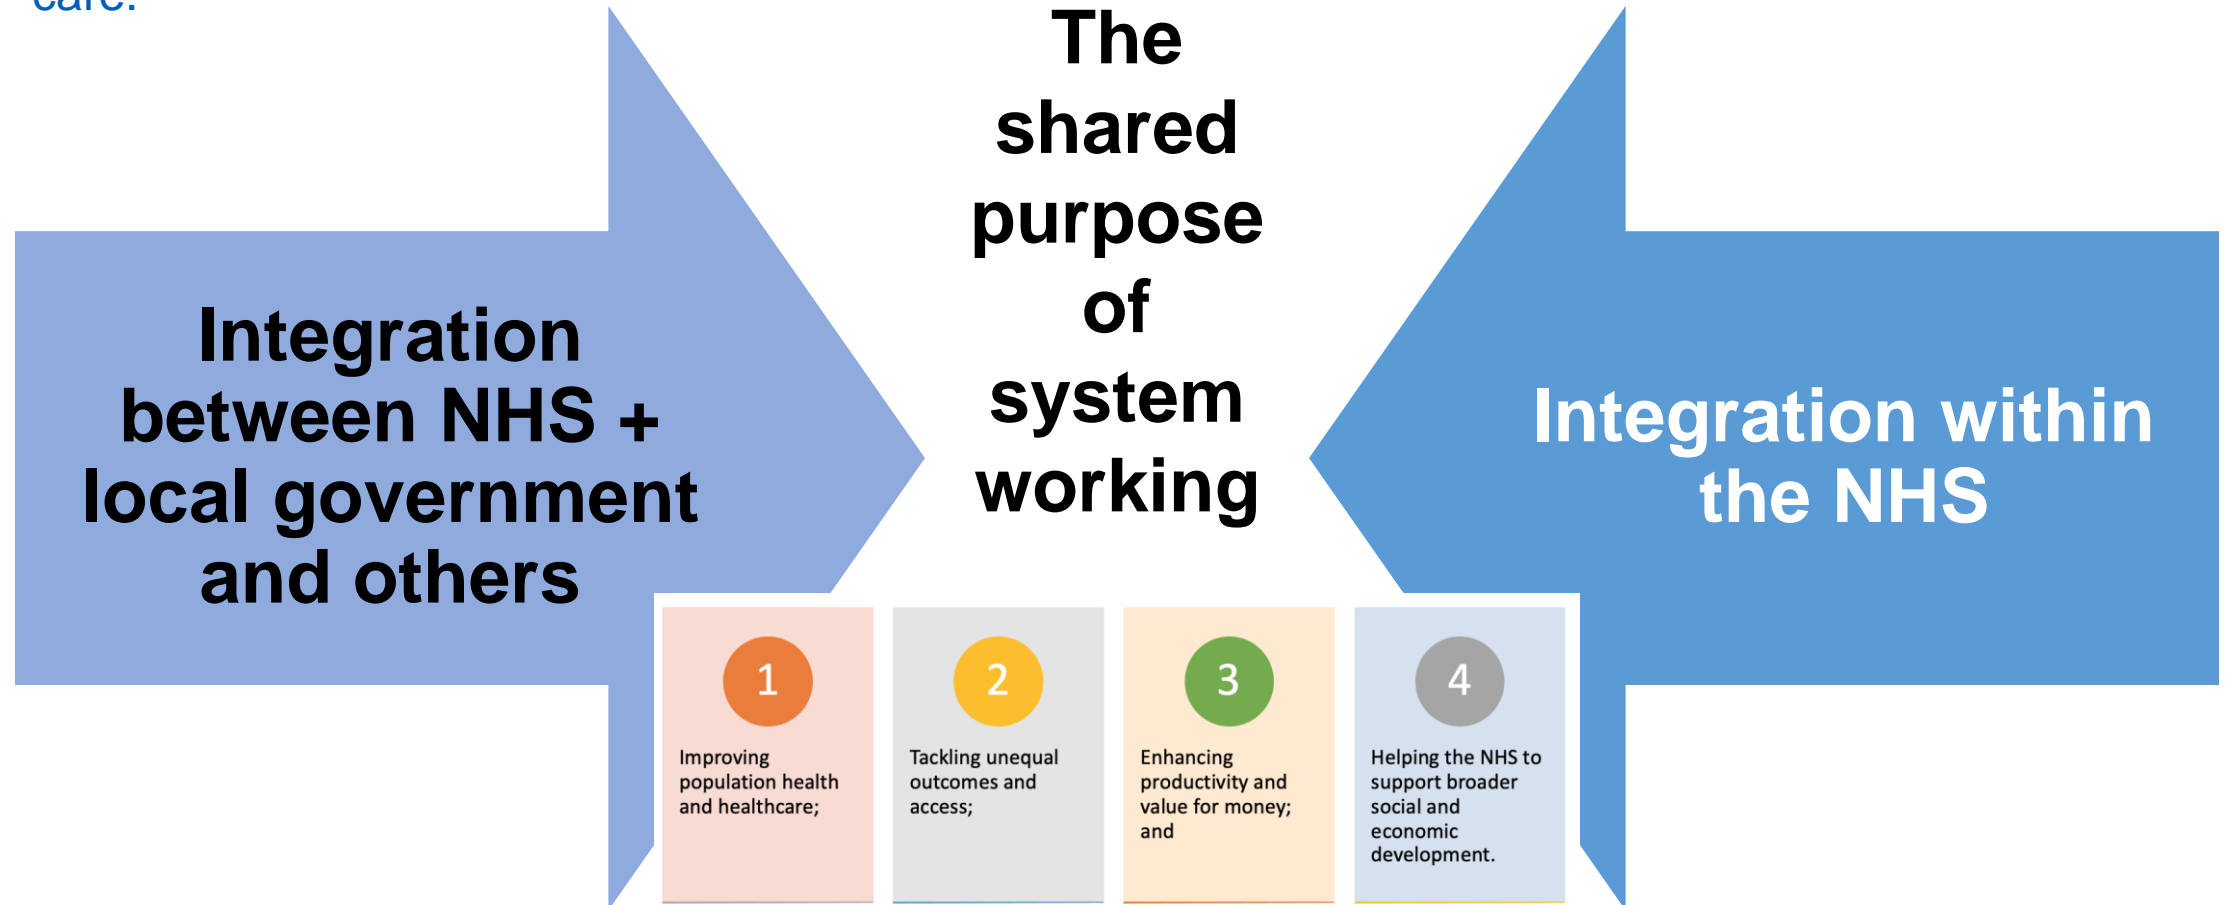 care.
The
shared
purpose
of
system
working
Integration
between NHS +
local government
and others
Integration within
the NHS
1
Improving
population health
and healthcare;
2
Tackling unequal
outcomes and
access;
3
Enhancing
productivity and
value for money;
and
4
Helping the NHS to
support broader
social and
economic
development.